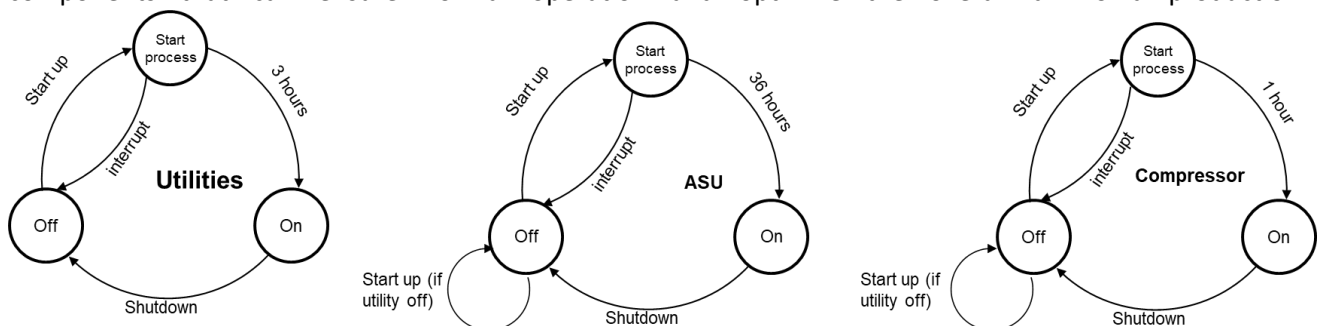 Start
process
Start up
3 hours
interrupt
Utilities
Off
On
Shutdown
Start
process
Start up
36 hours
interrupt
ASU
Off
On
Start up (if
utility off)
Shutdown
Start
process
Start up
1 hour
interrupt
Compressor
Off
On
Start up (if
utility off)
Shutdown